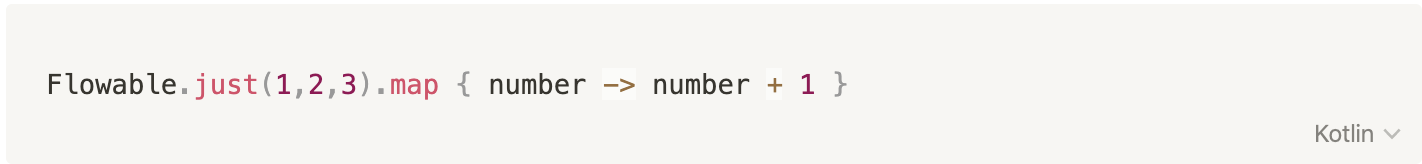 Flowable.just(1,2,3).map { number -> number + 1 }
Kotlin